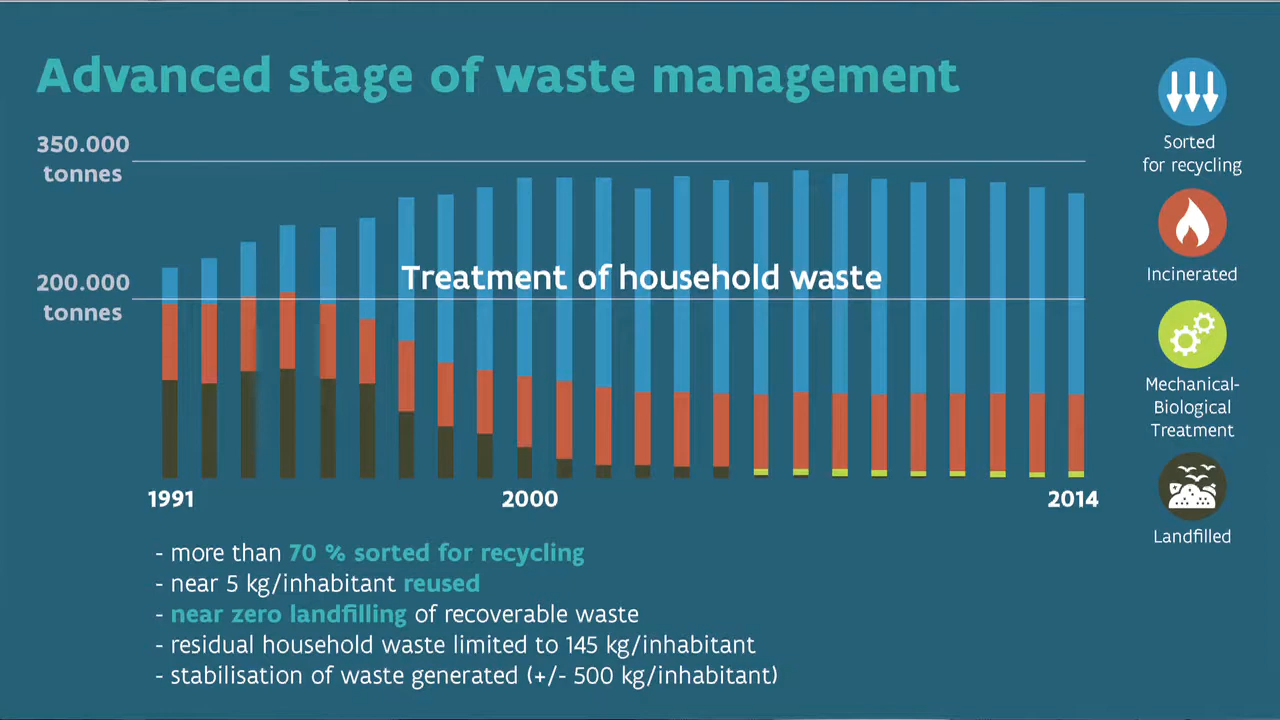 Advanced stage of waste management
350.000
tonnes
Treatment of household waste
200.000
tonnes
1991
2000
2014
Sorted
for recycling
Incinerated
Mechanical-
Biological
Treatment
Landfilled
- more than 70 % sorted for recycling
- near 5 kg/inhabitant reused
- near zero landfilling of recoverable waste
- residual household waste limited to 145 kg/inhabitant
- stabilisation of waste generated (+/- 500 kg/inhabitant)